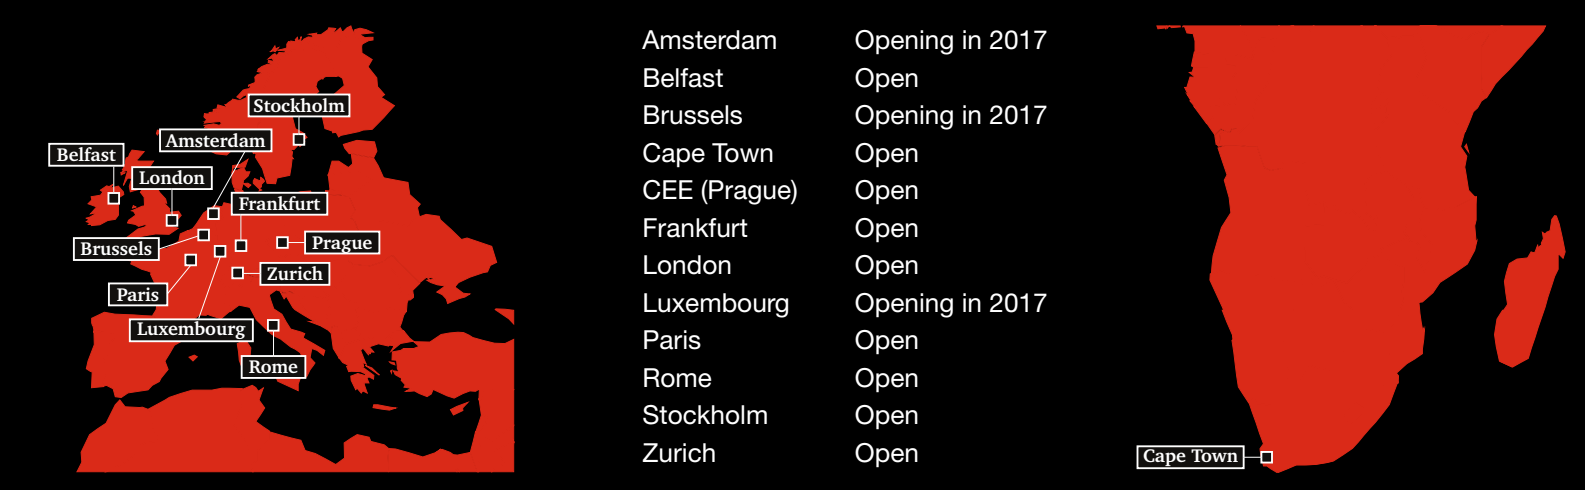 Stockholm
Amsterdam
Belfast
London
Frankfurt
Brussels
Prague
Zurich
Paris
Luxembourg
Rome
Amsterdam Opening in 2017
Belfast Open
Brussels Opening in 2017
Cape Town Open
CEE (Prague) Open
Frankfurt Open
London Open
Luxembourg Opening in 2017
Paris Open
Rome Open
Stockholm Open
Zurich Open
Cape Town